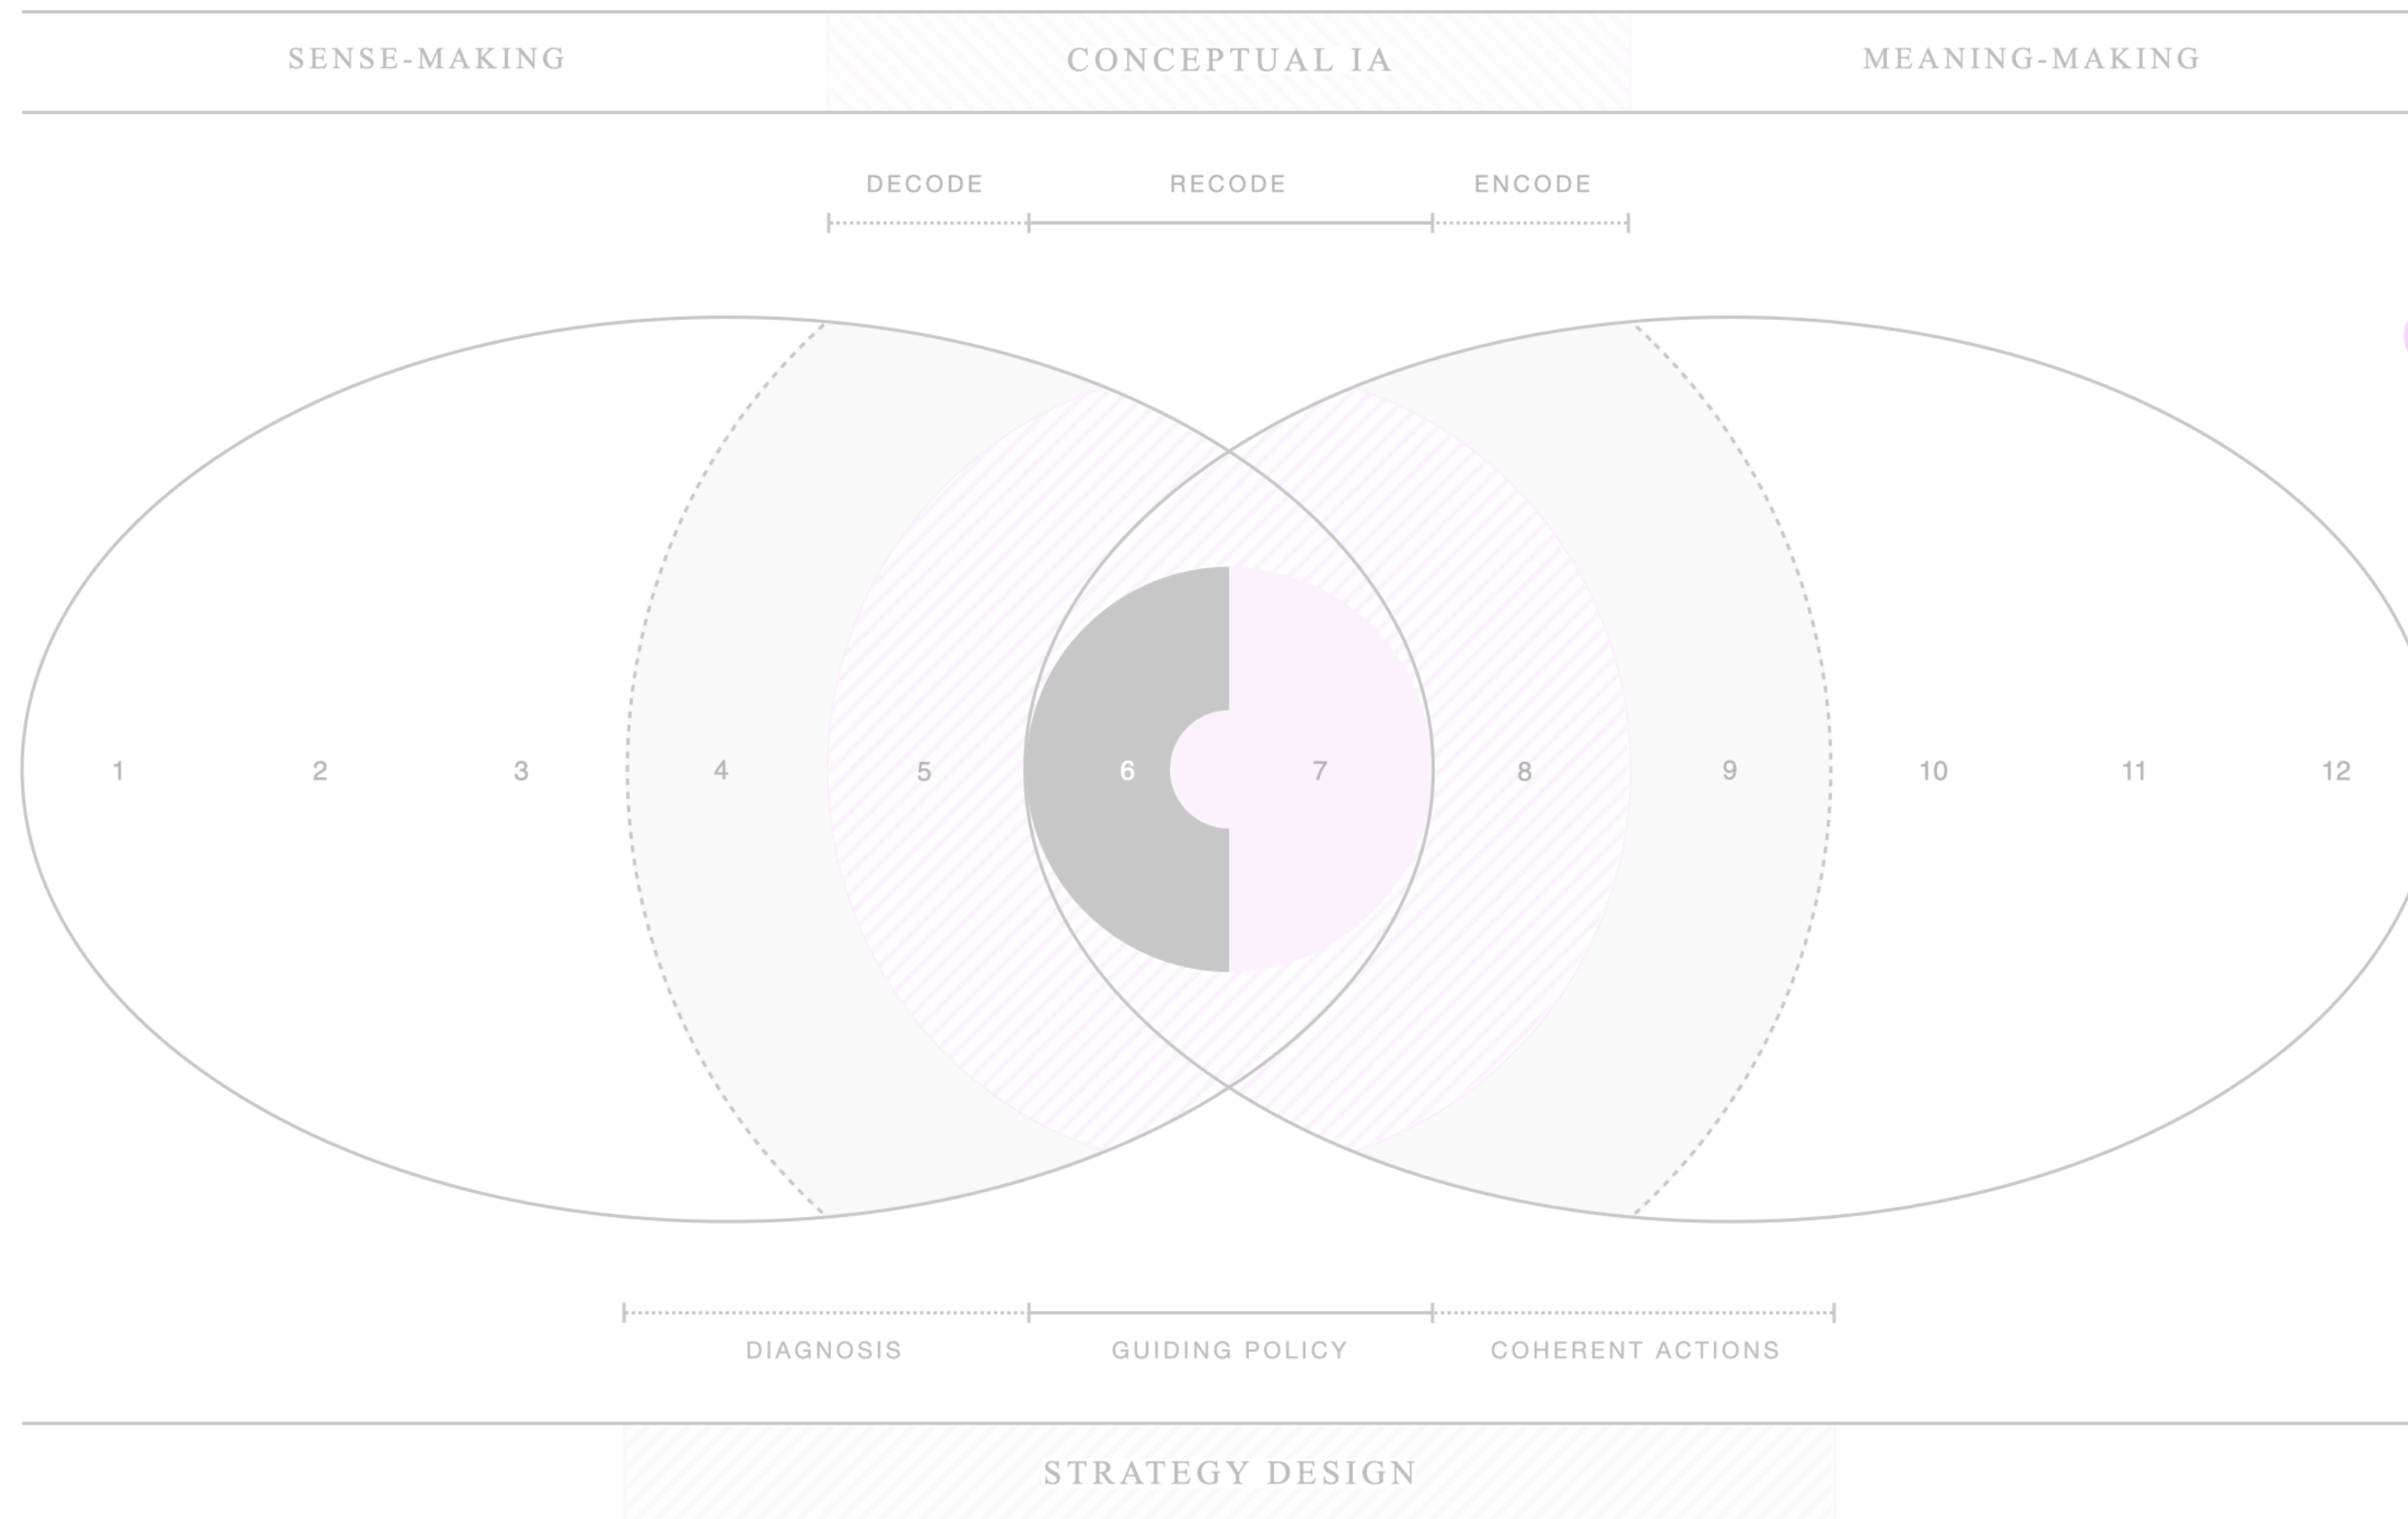 SENSE-MAKING CONCEPTUAL IA MEANING-MAKING
DECODE RECODE ENCODE
1 2 3 4 5 6 7 8 9 10 11 12
DIAGNOSIS GUIDING POLICY COHERENT ACTIONS
STRATEGY DESIGN